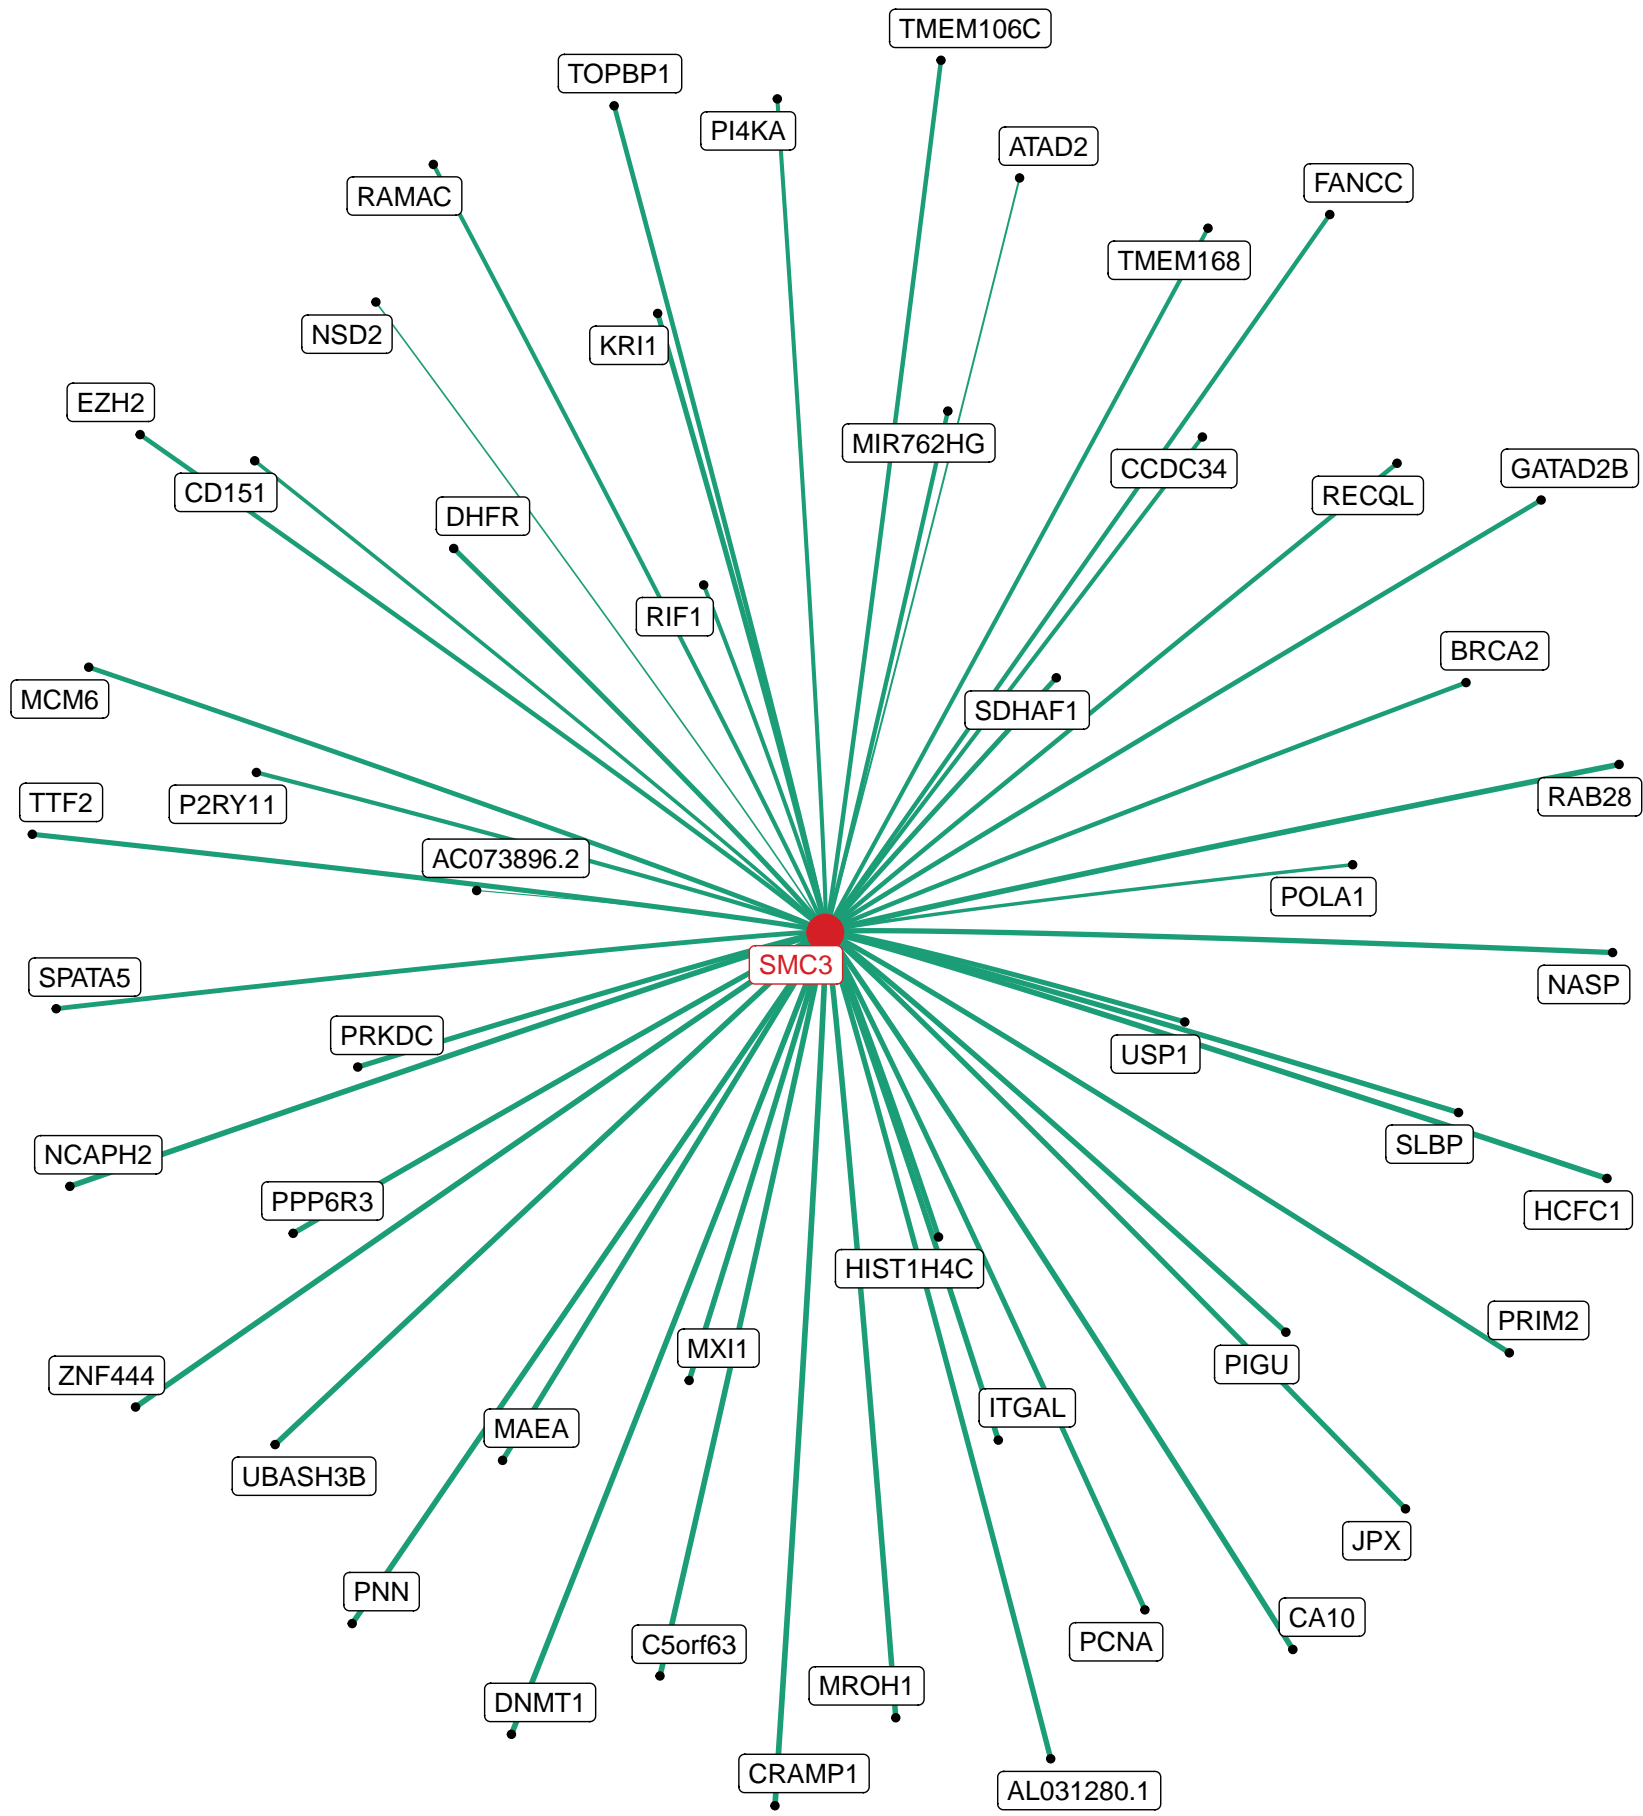 TMEM106C
TOPBP1
PI4KA
ATAD2
FANCC
RAMAC
TMEM168
NSD2
KRI1
EZH2
MIR762HG
CCDC34
GATAD2B
CD151
RECQL
DHFR
RIF1
BRCA2
MCM6
SDHAF1
TTF2
P2RY11
RAB28
AC073896.2
POLA1
SMC3
SPATA5
NASP
PRKDC
USP1
NCAPH2
SLBP
PPP6R3
HCFC1
HIST1H4C
PRIM2
MXI1
PIGU
ZNF444
ITGAL
MAEA
UBASH3B
JPX
PNN
CA10
C5orf63
PCNA
MROH1
DNMT1
CRAMP1
AL031280.1